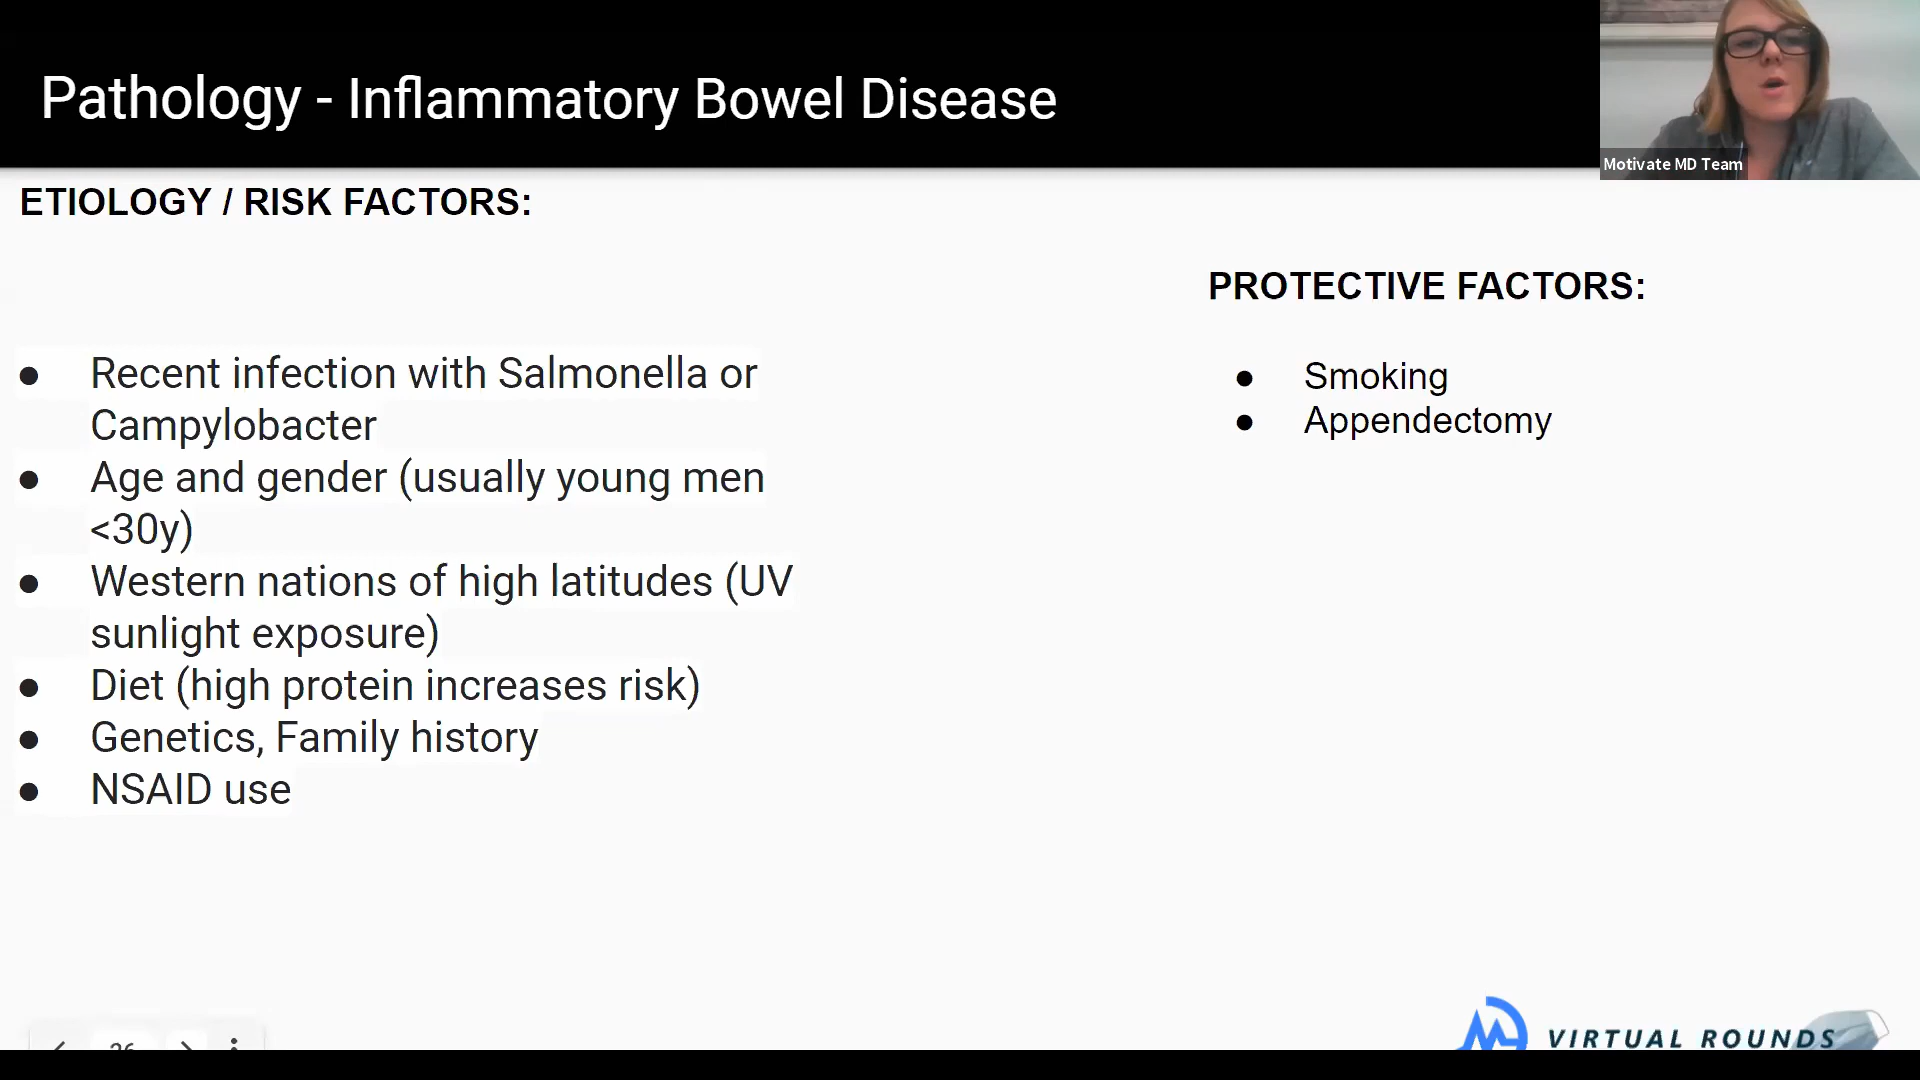 Pathology - Inflammatory Bowel Disease
Motivate MD Team
ETIOLOGY / RISK FACTORS:
● Recent infection with Salmonella or
Campylobacter
● Age and gender (usually young men
<30y)
● Western nations of high latitudes (UV
sunlight exposure)
● Diet (high protein increases risk)
● Genetics, Family history
● NSAID use
PROTECTIVE FACTORS:
● Smoking
● Appendectomy
VIRTUAL ROUNDS